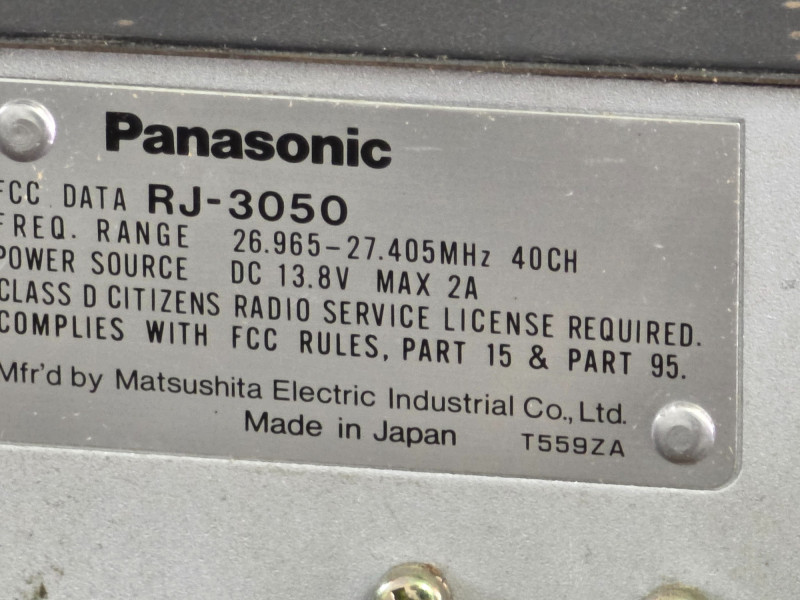 Panasonic
FCC DATA RJ-3050
FREQ. RANGE 26.965-27.405MHz 40CH
POWER SOURCE DC 13.8V MAX 2A
CLASS D CITIZENS RADIO SERVICE LICENSE REQUIRED.
COMPLIES WITH FCC RULES, PART 15 & PART 95.
Mfr'd by Matsushita Electric Industrial Co., Ltd.
Made in Japan T559ZA